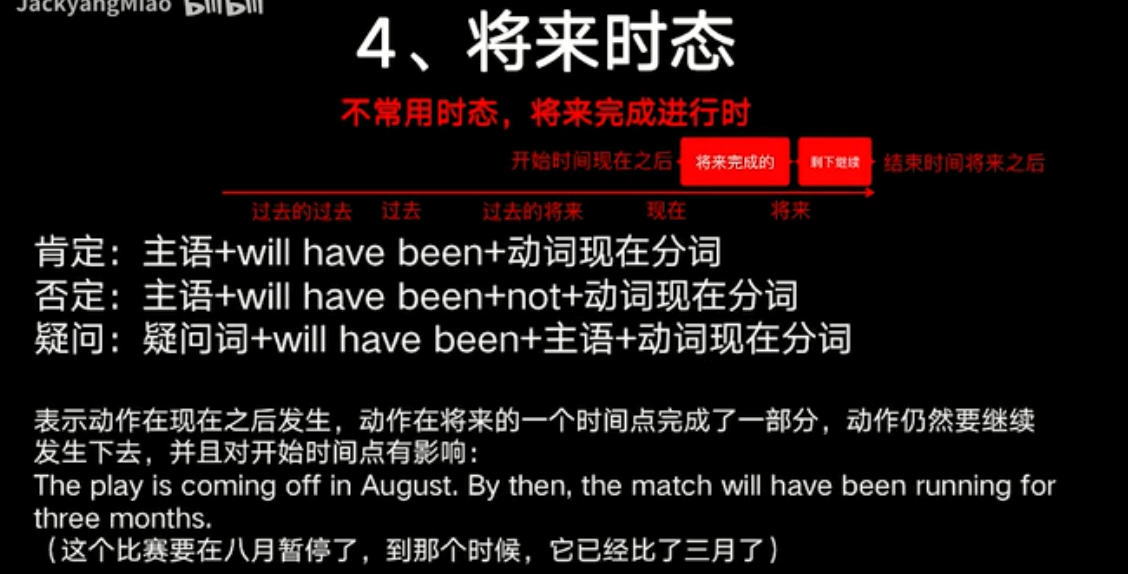 JackyangMiao bilibili
4、将来时态
不常用时态，将来完成进行时
开始时间现在之后 将来完成的 剩下继续 结束时间将来之后
过去的过去 过去 过去的将来 现在 将来
肯定：主语+will have been+动词现在分词
否定：主语+will have been+not+动词现在分词
疑问：疑问词+will have been+主语+动词现在分词
表示动作在现在之后发生，动作在将来的一个时间点完成了一部分，动作仍然要继续
发生下去，并且对开始时间点有影响：
The play is coming off in August. By then, the match will have been running for
three months.
（这个比赛要在八月暂停了，到那个时候，它已经比了三月了）